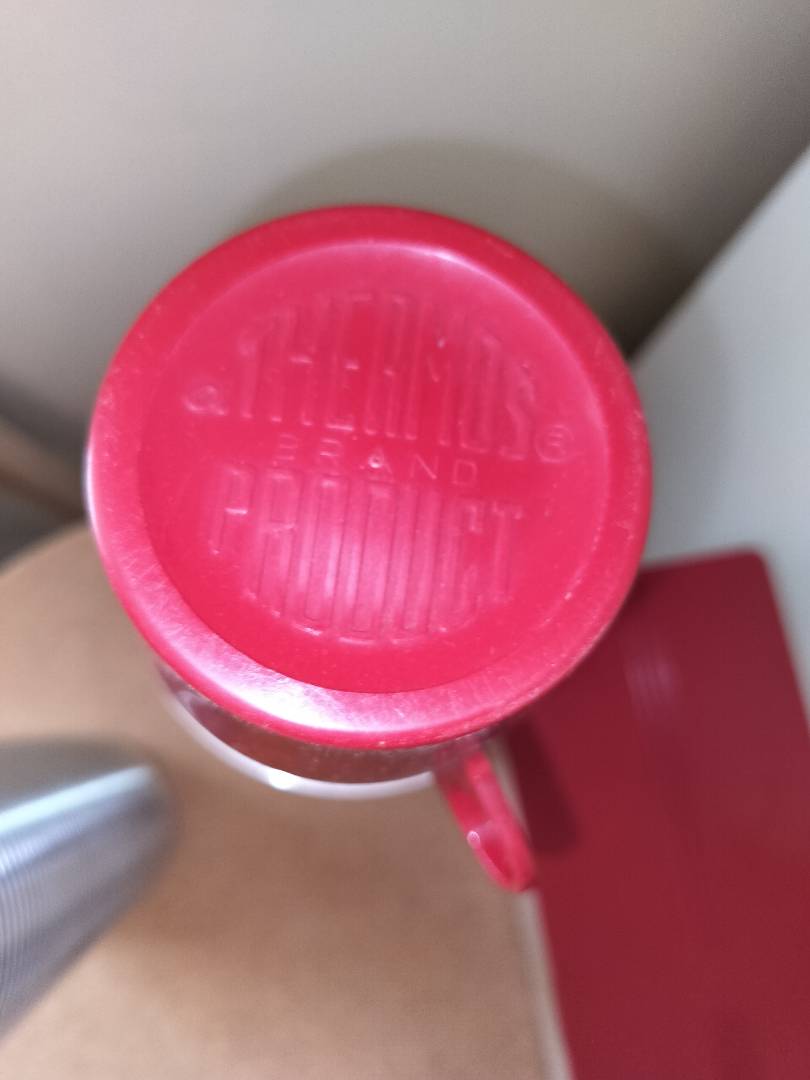 a THERMOS®
BRAND
PRODUCT